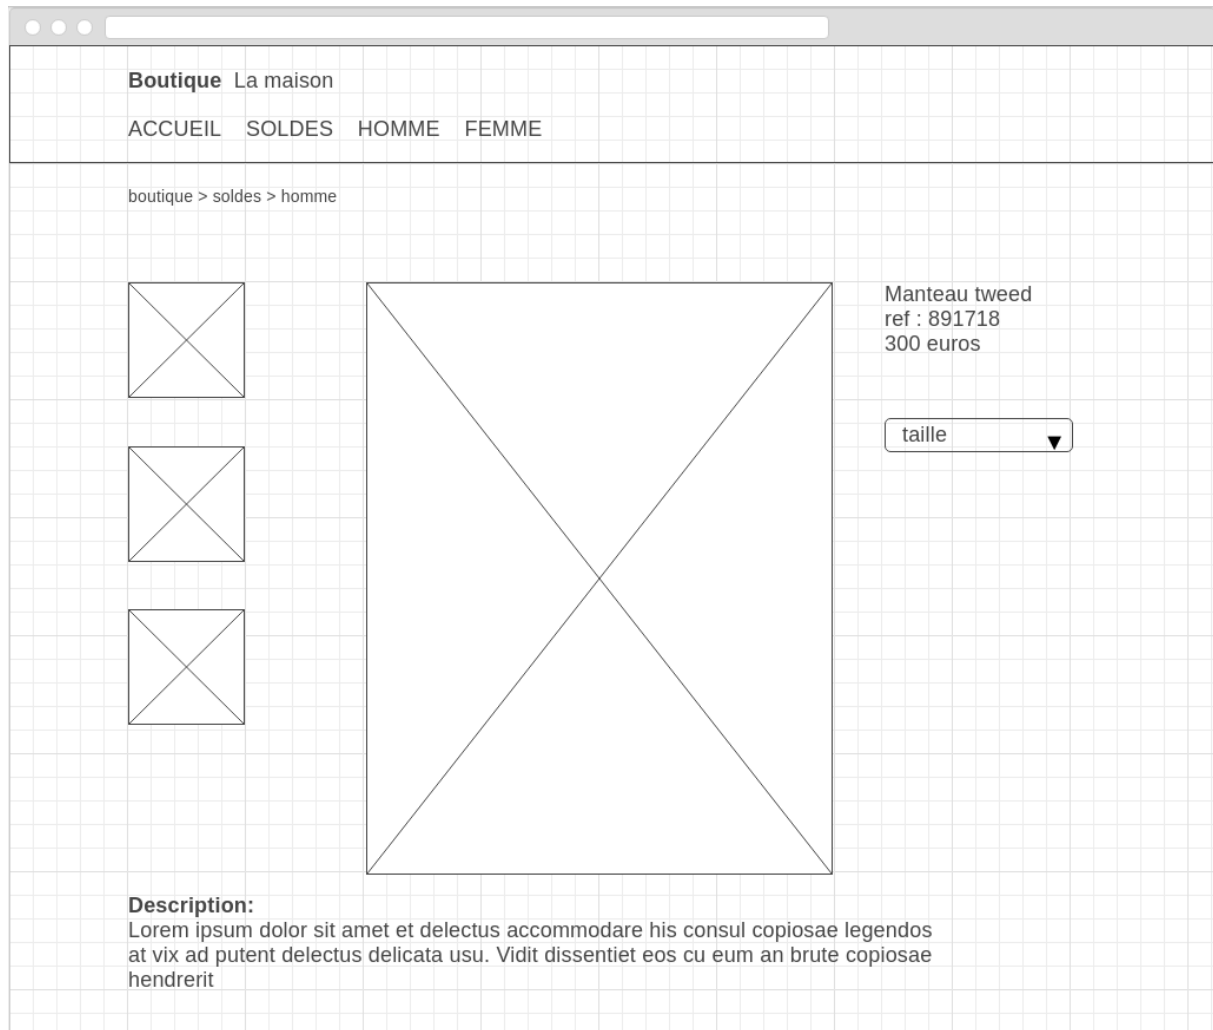 Boutique La maison
ACCUEIL SOLDES HOMME FEMME
boutique > soldes > homme
Manteau tweed
ref : 891718
300 euros
taille
Description:
Lorem ipsum dolor sit amet et delectus accommodare his consul copiosae legendos
at vix ad putent delectus delicata usu. Vidit dissentiet eos cu eum an brute copiosae
hendrerit